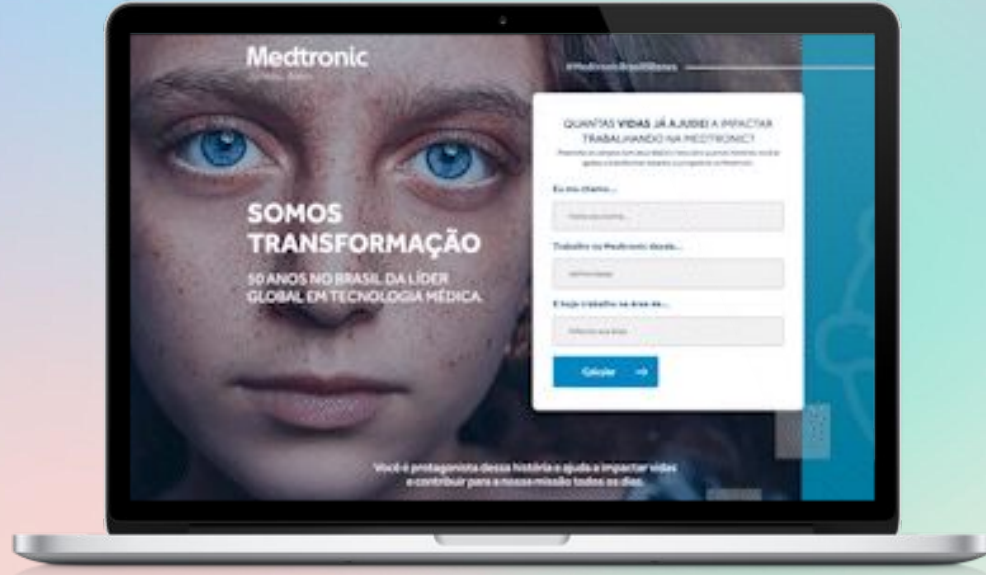 Medtronic
SOMOS
TRANSFORMAÇÃO
50 ANOS NO BRASIL DA LÍDER
GLOBAL EM TECNOLOGIA MÉDICA.
QUANTAS VIDAS JÁ AJUDEI A IMPACTAR
TRABALHANDO NA MEDTRONIC?
Eu me chamo...
Trabalho na Medtronic desde...
E hoje trabalho na área de...
Calcular
Você é protagonista dessa história e ajuda a impactar vidas
e contribuir para a nossa missão todos os dias.